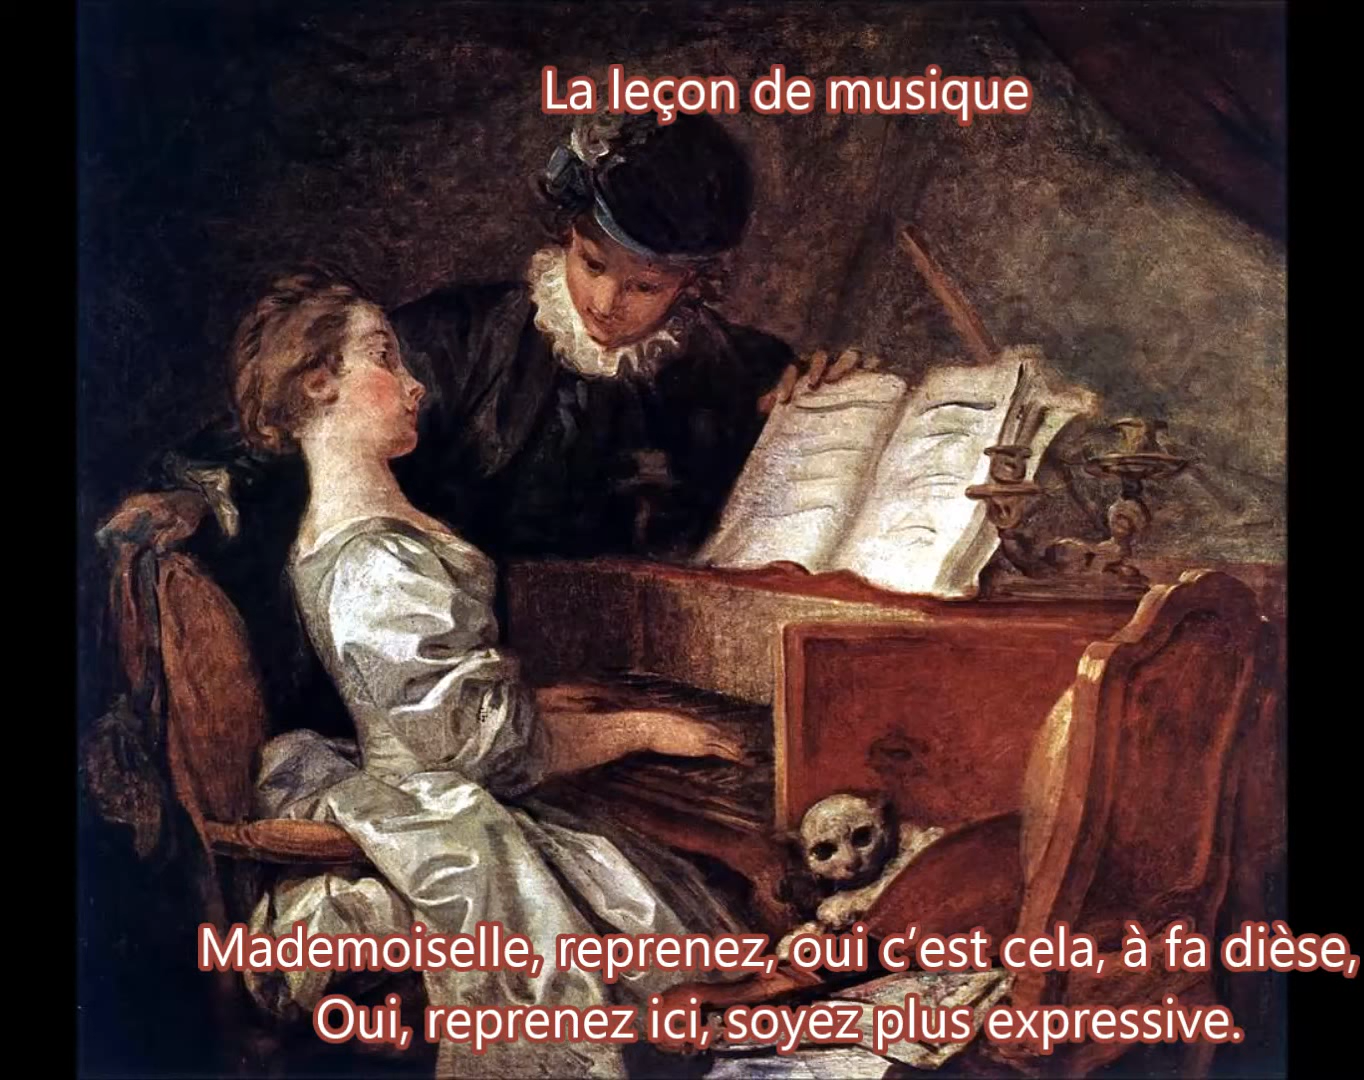 La leçon de musique
Mademoiselle, reprenez, oui c’est cela, à fa dièse,
Oui, reprenez ici, soyez plus expressive.